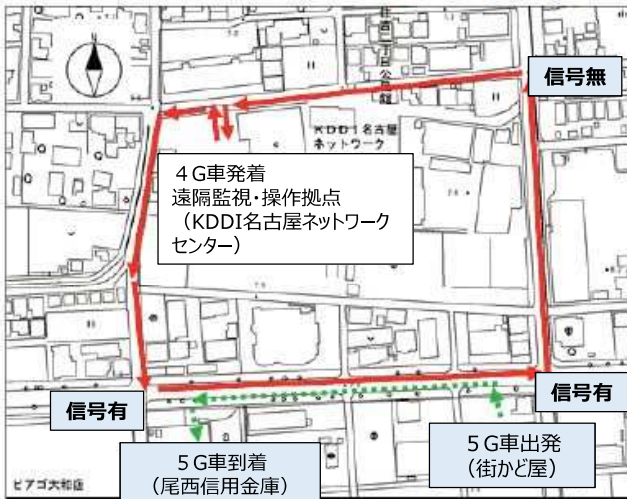 信号無
KDDI名古屋
ネットワーク
4G車発着
遠隔監視・操作拠点
(KDDI名古屋ネットワーク
センター)
信号有
信号有
5G車到着
(尾西信用金庫)
5G車出発
(街かど屋)
ピアゴ大和店